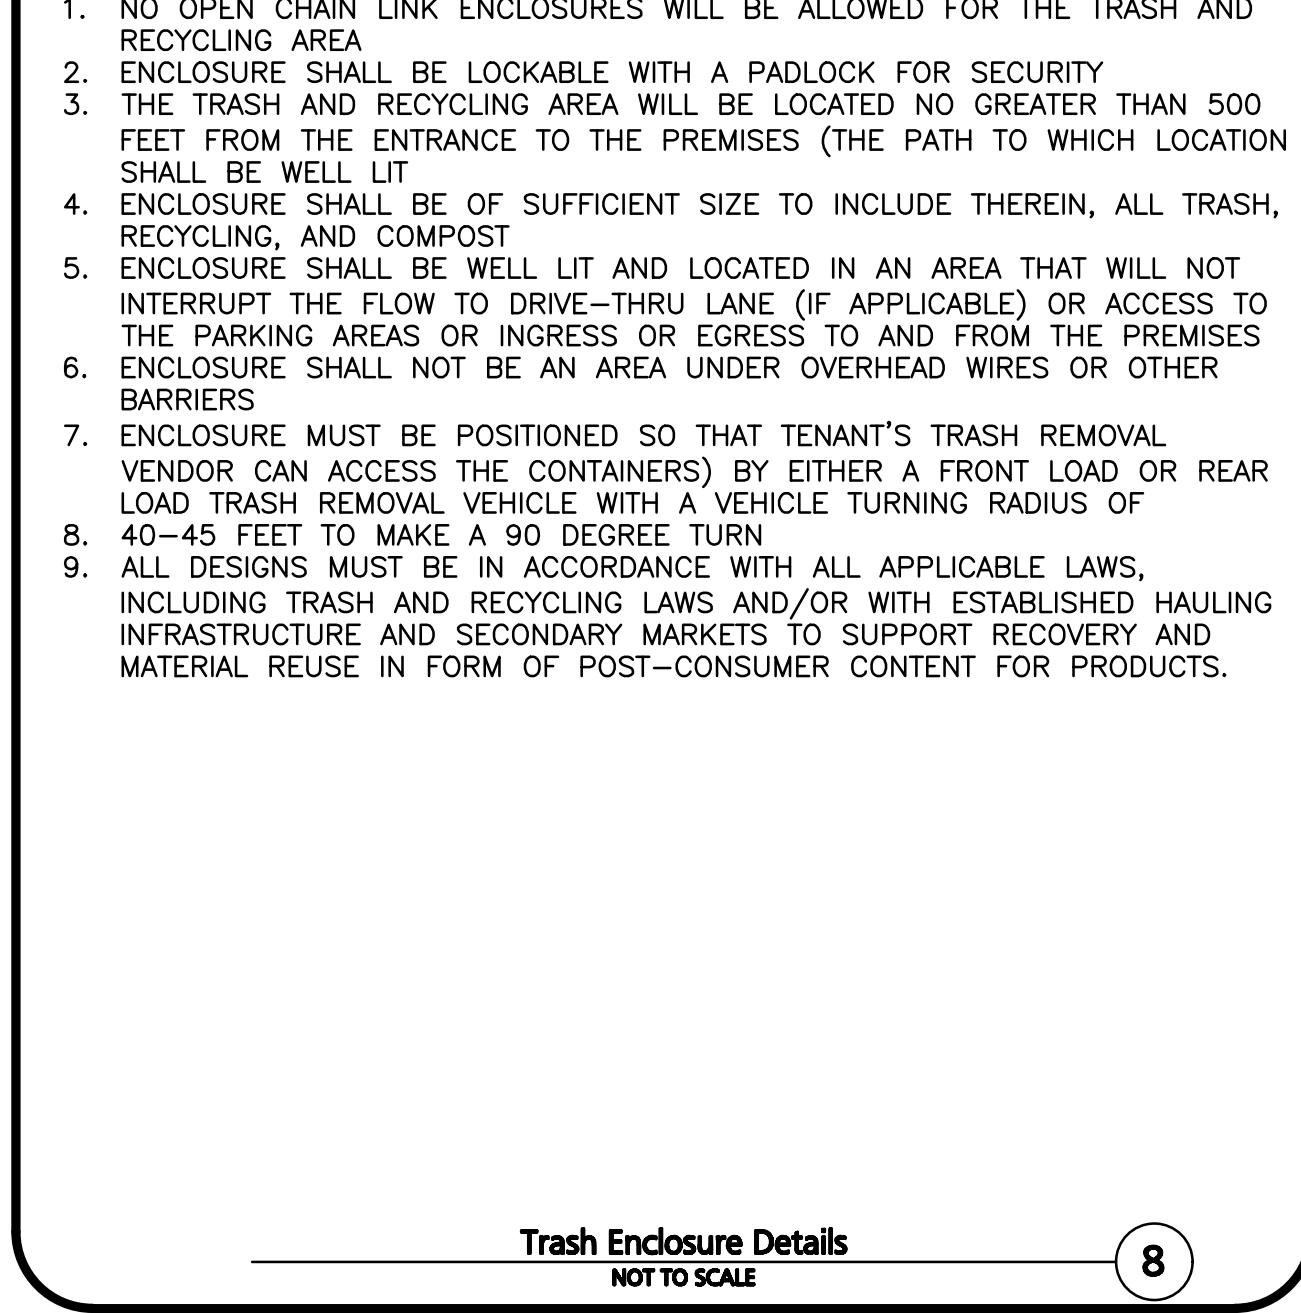 1. NO OPEN CHAIN LINK ENCLOSURES WILL BE ALLOWED FOR THE TRASH AND
RECYCLING AREA
2. ENCLOSURE SHALL BE LOCKABLE WITH A PADLOCK FOR SECURITY
3. THE TRASH AND RECYCLING AREA WILL BE LOCATED NO GREATER THAN 500
FEET FROM THE ENTRANCE TO THE PREMISES (THE PATH TO WHICH LOCATION
SHALL BE WELL LIT
4. ENCLOSURE SHALL BE OF SUFFICIENT SIZE TO INCLUDE THEREIN, ALL TRASH,
RECYCLING, AND COMPOST
5. ENCLOSURE SHALL BE WELL LIT AND LOCATED IN AN AREA THAT WILL NOT
INTERRUPT THE FLOW TO DRIVE–THRU LANE (IF APPLICABLE) OR ACCESS TO
THE PARKING AREAS OR INGRESS OR EGRESS TO AND FROM THE PREMISES
6. ENCLOSURE SHALL NOT BE AN AREA UNDER OVERHEAD WIRES OR OTHER
BARRIERS
7. ENCLOSURE MUST BE POSITIONED SO THAT TENANT'S TRASH REMOVAL
VENDOR CAN ACCESS THE CONTAINERS) BY EITHER A FRONT LOAD OR REAR
LOAD TRASH REMOVAL VEHICLE WITH A VEHICLE TURNING RADIUS OF
8. 40–45 FEET TO MAKE A 90 DEGREE TURN
9. ALL DESIGNS MUST BE IN ACCORDANCE WITH ALL APPLICABLE LAWS,
INCLUDING TRASH AND RECYCLING LAWS AND/OR WITH ESTABLISHED HAULING
INFRASTRUCTURE AND SECONDARY MARKETS TO SUPPORT RECOVERY AND
MATERIAL REUSE IN FORM OF POST–CONSUMER CONTENT FOR PRODUCTS.
Trash Enclosure Details
NOT TO SCALE
8